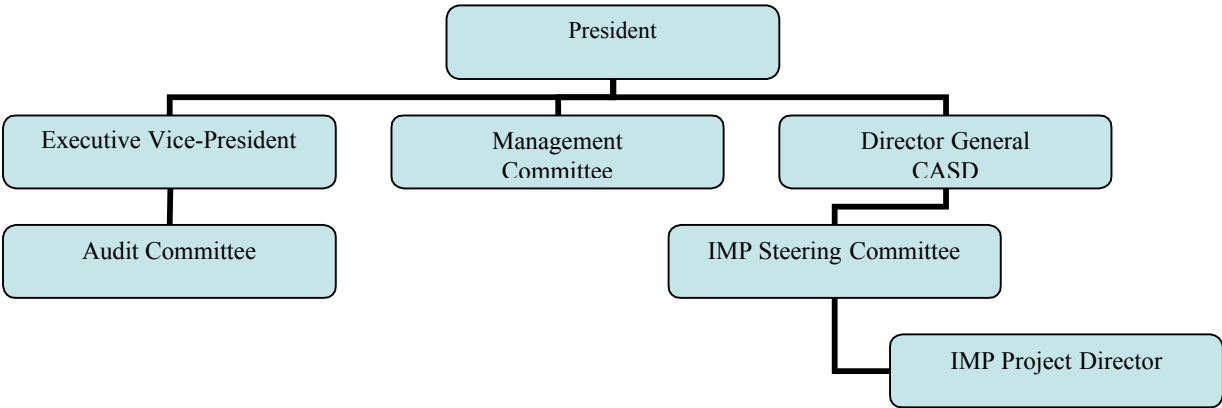 President
Executive Vice-President
Management
Committee
Director General
CASD
Audit Committee
IMP Steering Committee
IMP Project Director